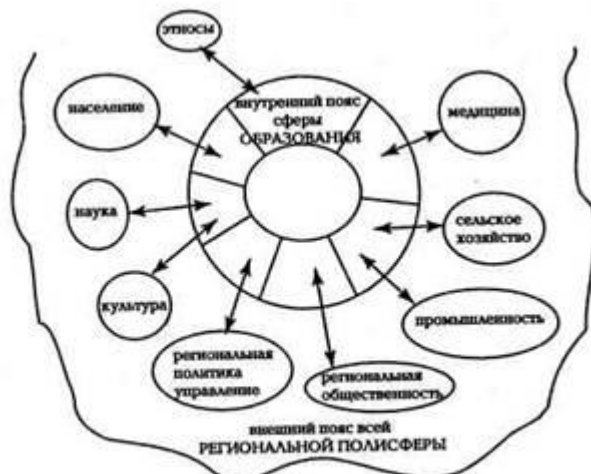 этносы
внутренний пояс
сферы
ОБРАЗОВАНИЯ
население
медицина
наука
сельское
хозяйство
культура
промышленность
региональная
политика
управление
региональная
общественность
внешний пояс всей
РЕГИОНАЛЬНОЙ ПОЛИСФЕРЫ